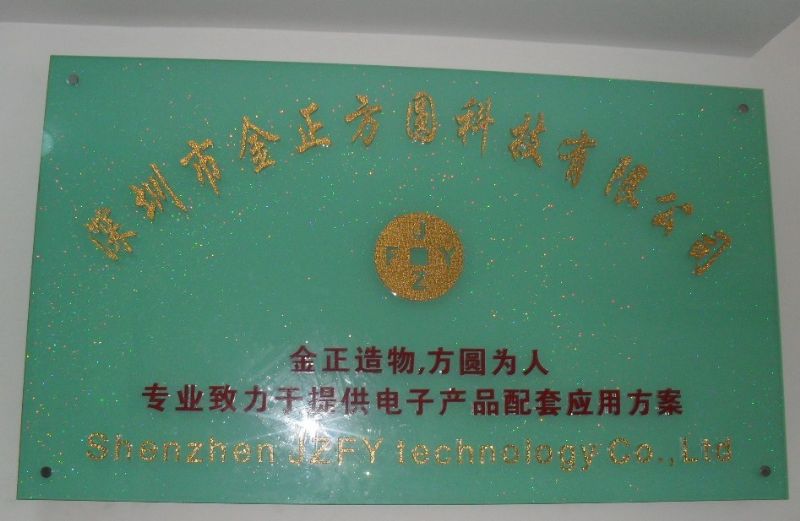 深圳市金正方圆科技有限公司
J
F Y
Z
金正造物,方圆为人
专业致力于提供电子产品配套应用方案
Shenzhen JZFY technology Co.,Ltd